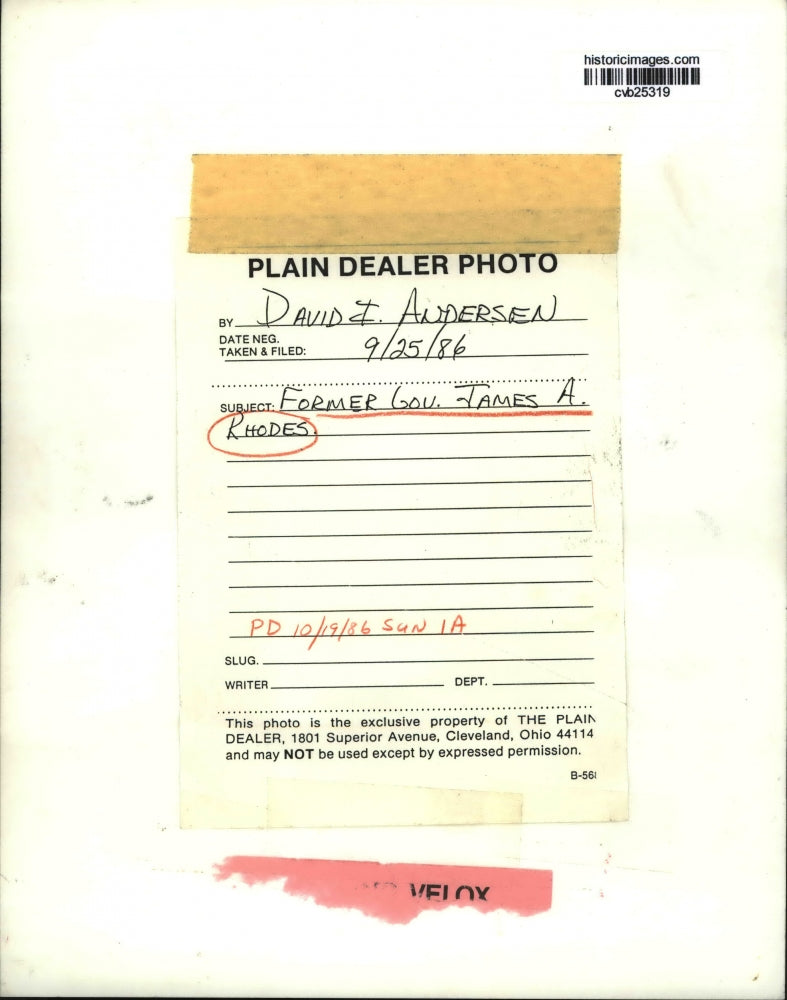 historicimages.com
cvb25319
PLAIN DEALER PHOTO
BY DAVID I. ANDERSEN
DATE NEG.
TAKEN & FILED: 9/25/86
SUBJECT: FORMER GOV. JAMES A.
RHODES.
PD 10/19/86 SUN 1A
SLUG.
WRITER DEPT.
This photo is the exclusive property of THE PLAIN
DEALER, 1801 Superior Avenue, Cleveland, Ohio 44114
and may NOT be used except by expressed permission.
B-568
VELOX